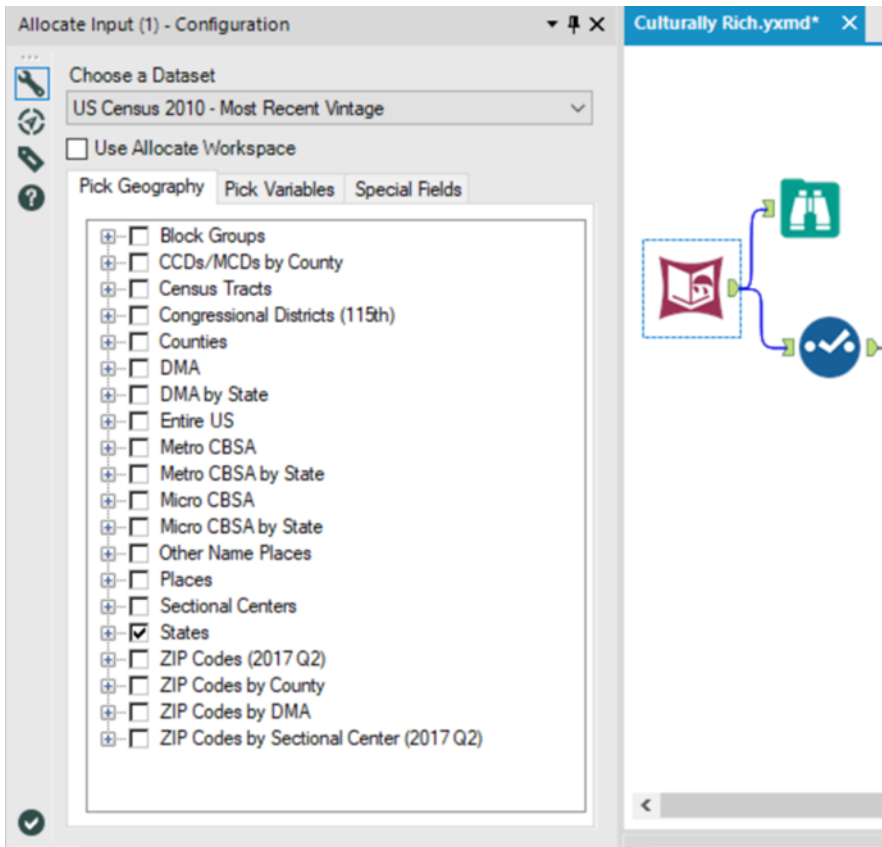 Allocate Input (1) - Configuration
Culturally Rich.yxmd*
Choose a Dataset
US Census 2010 - Most Recent Vintage
Use Allocate Workspace
Pick Geography Pick Variables Special Fields
Block Groups
CCDs/MCDs by County
Census Tracts
Congressional Districts (115th)
Counties
DMA
DMA by State
Entire US
Metro CBSA
Metro CBSA by State
Micro CBSA
Micro CBSA by State
Other Name Places
Places
Sectional Centers
States
ZIP Codes (2017 Q2)
ZIP Codes by County
ZIP Codes by DMA
ZIP Codes by Sectional Center (2017 Q2)